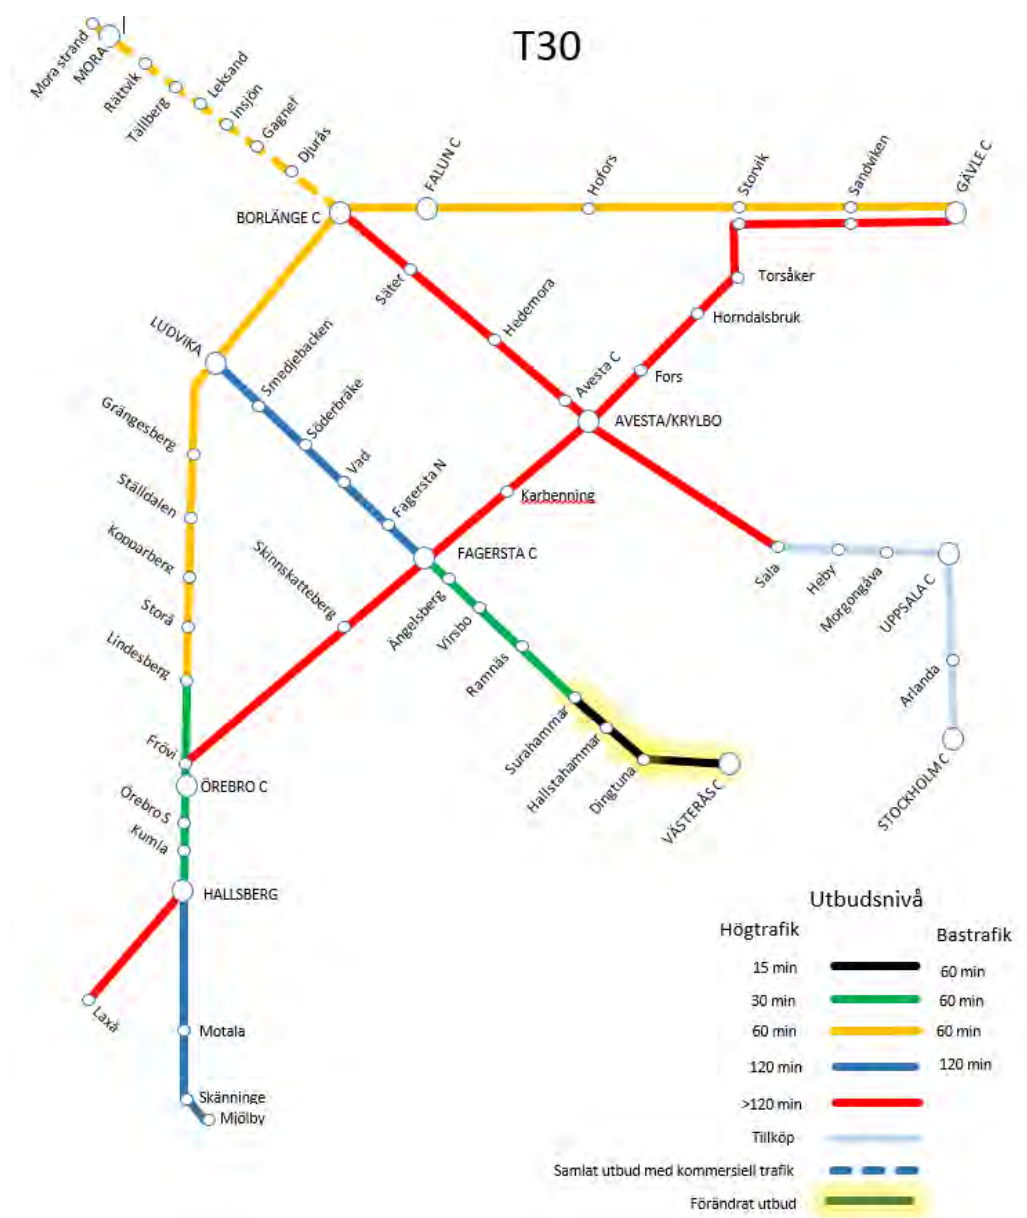 T30
Mora strand
MORA
Rättvik
Tällberg
Leksand
Insjön
Gagnef
Djurås
BORLÄNGE C
FALUN C
Hofors
Storvik
Sandviken
GÄVLE C
Torsåker
Horndalsbruk
Fors
Säter
Hedemora
Avesta C
AVESTA/KRYLBO
LUDVIKA
Smedjebacken
Söderbräke
Vad
Fagersta N
FAGERSTA C
Karbenning
Grängesberg
Ställdalen
Kopparberg
Storå
Lindesberg
Frövi
Skinnskatteberg
Ängelsberg
Virsbo
Ramnäs
Surahammar
Hallstahammar
Dingtuna
VÄSTERÅS C
Sala
Heby
Morgongåva
UPPSALA C
Arlanda
STOCKHOLM C
ÖREBRO C
Örebro S
Kumla
HALLSBERG
Laxå
Motala
Skänninge
Mjölby
Utbudsnivå
Högtrafik Bastrafik
15 min 60 min
30 min 60 min
60 min 60 min
120 min 120 min
>120 min
Tillköp
Samlat utbud med kommersiell trafik
Förändrat utbud